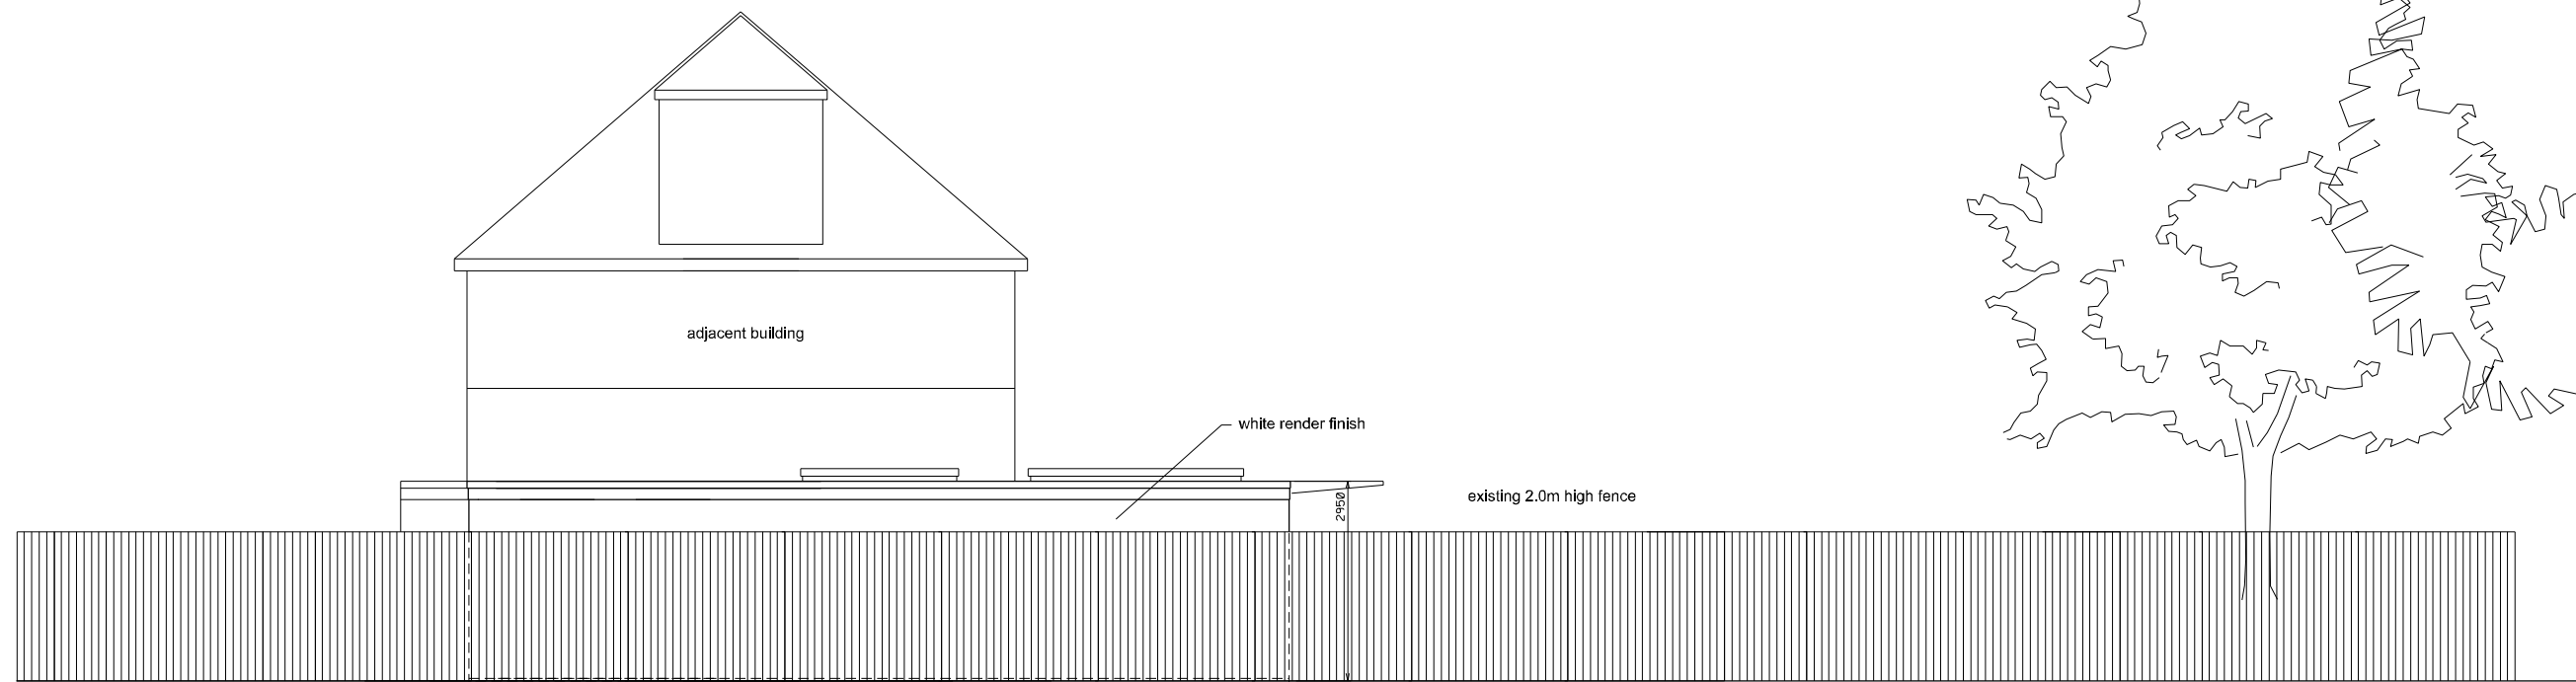 adjacent building
white render finish
existing 2.0m high fence
2950